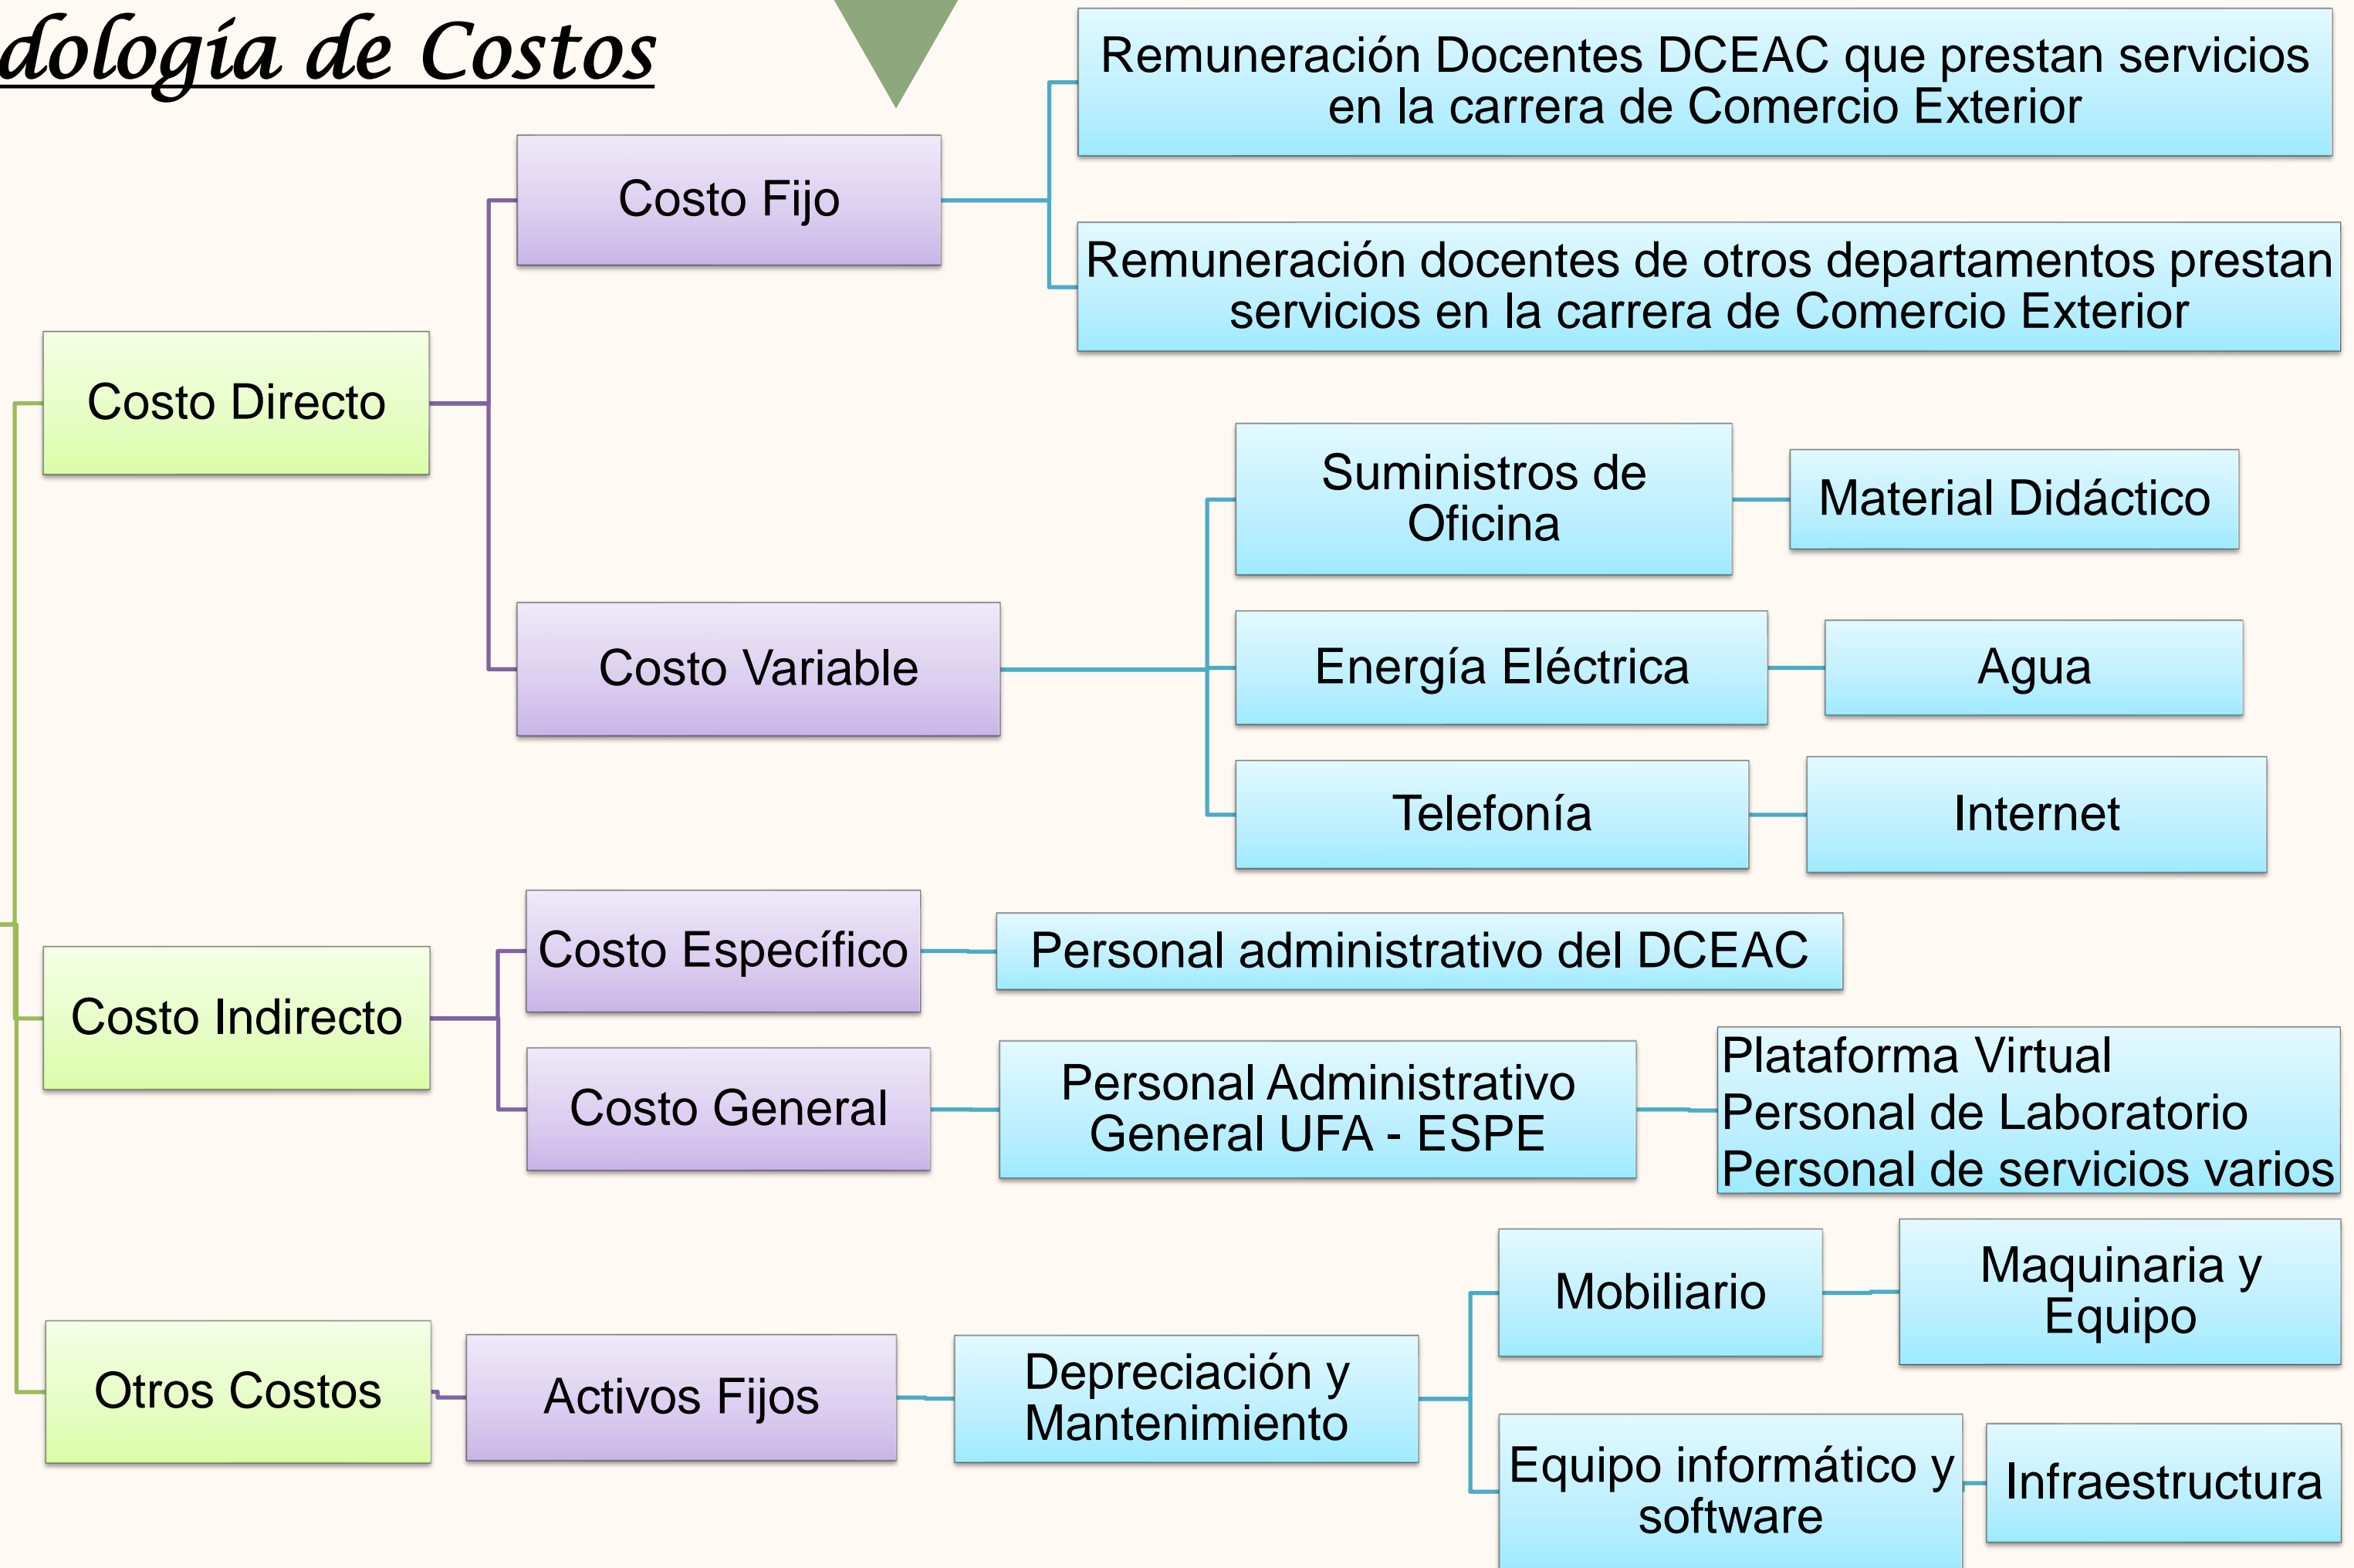 dología de Costos
Remuneración Docentes DCEAC que prestan servicios
en la carrera de Comercio Exterior
Costo Fijo
Remuneración docentes de otros departamentos prestan
servicios en la carrera de Comercio Exterior
Costo Directo
Suministros de
Oficina
Material Didáctico
Costo Variable
Energía Eléctrica
Agua
Telefonía
Internet
Costo Indirecto
Costo Específico
Personal administrativo del DCEAC
Costo General
Personal Administrativo
General UFA - ESPE
Plataforma Virtual
Personal de Laboratorio
Personal de servicios varios
Otros Costos
Activos Fijos
Depreciación y
Mantenimiento
Mobiliario
Maquinaria y
Equipo
Equipo informático y
software
Infraestructura